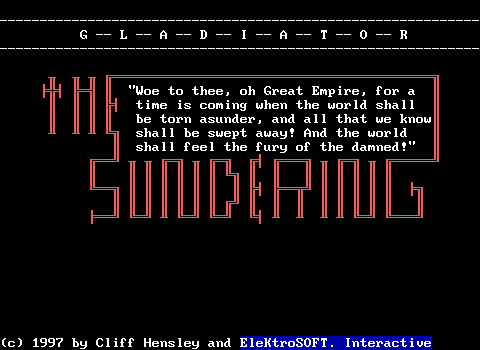 G -- L -- A -- D -- I -- A -- T -- O -- R
THE
"Woe to thee, oh Great Empire, for a
time is coming when the world shall
be torn asunder, and all that we know
shall be swept away! And the world
shall feel the fury of the damned!"
SUNDERING
(c) 1997 by Cliff Hensley and EleKtroSOFT. Interactive